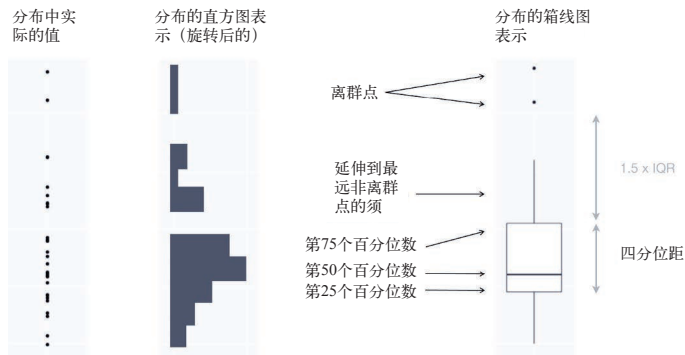 分布中实
际的值
分布的直方图表
示（旋转后的）
分布的箱线图
表示
离群点
1.5 x IQR
延伸到最
远非离群
点的须
第75个百分位数
四分位距
第50个百分位数
第25个百分位数